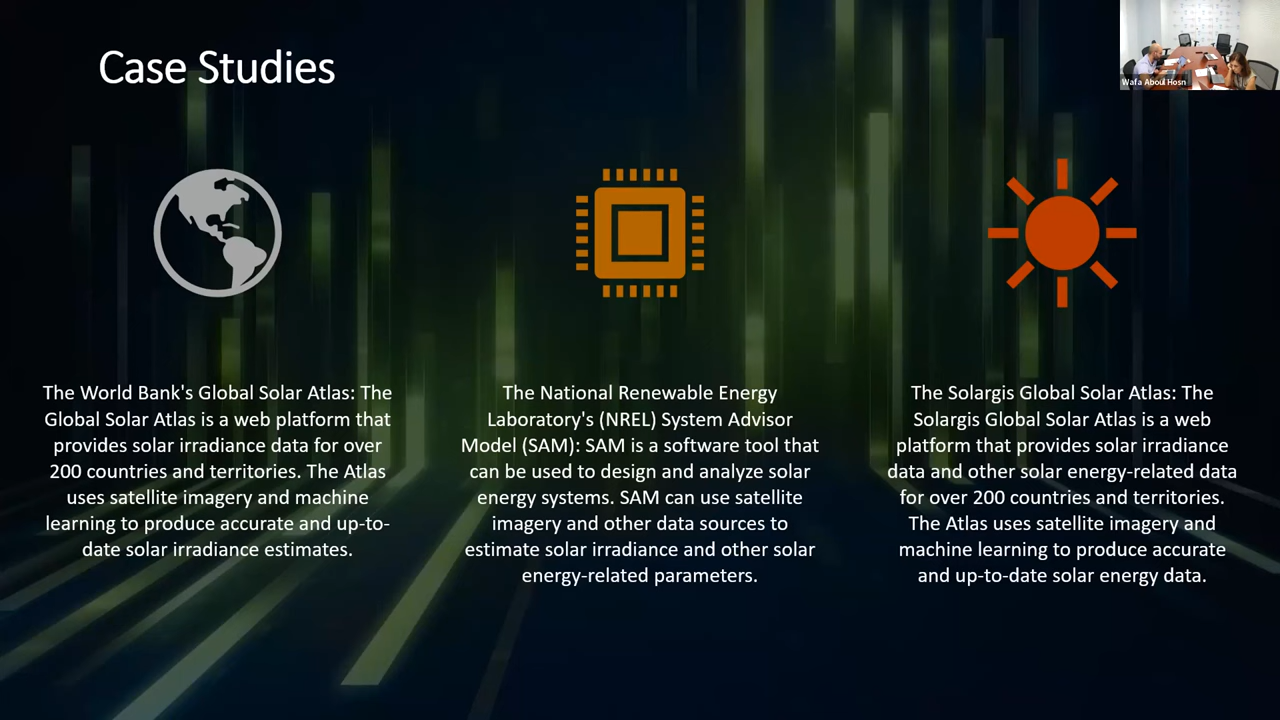 Case Studies
Wafa Aboul Hosn
The World Bank's Global Solar Atlas: The
Global Solar Atlas is a web platform that
provides solar irradiance data for over
200 countries and territories. The Atlas
uses satellite imagery and machine
learning to produce accurate and up-to-
date solar irradiance estimates.
The National Renewable Energy
Laboratory's (NREL) System Advisor
Model (SAM): SAM is a software tool that
can be used to design and analyze solar
energy systems. SAM can use satellite
imagery and other data sources to
estimate solar irradiance and other solar
energy-related parameters.
The Solargis Global Solar Atlas: The
Solargis Global Solar Atlas is a web
platform that provides solar irradiance
data and other solar energy-related data
for over 200 countries and territories.
The Atlas uses satellite imagery and
machine learning to produce accurate
and up-to-date solar energy data.